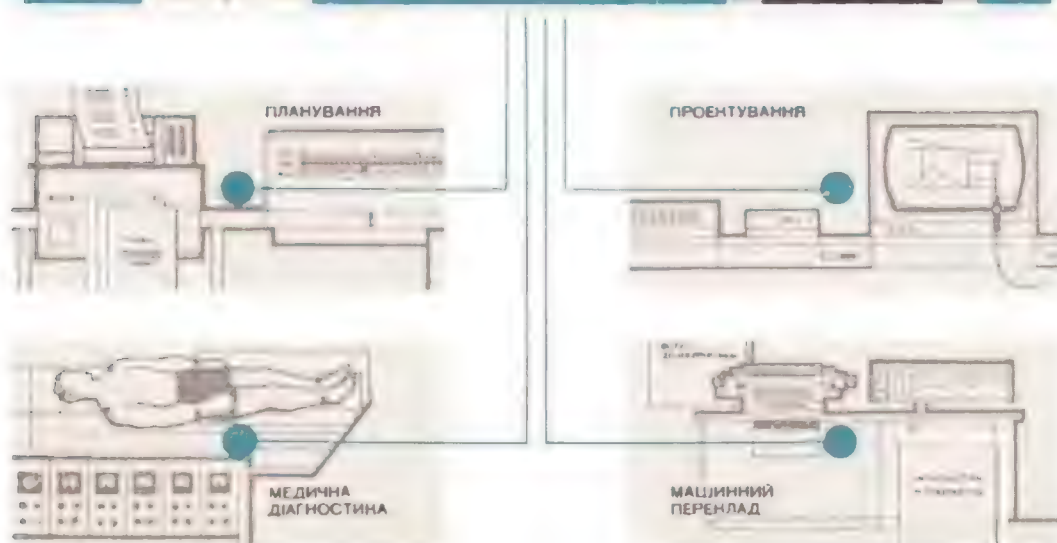 ПЛАНУВАННЯ
ПРОЕКТУВАННЯ
МЕДИЧНА
ДІАГНОСТИКА
МАШИННИЙ
ПЕРЕКЛАД